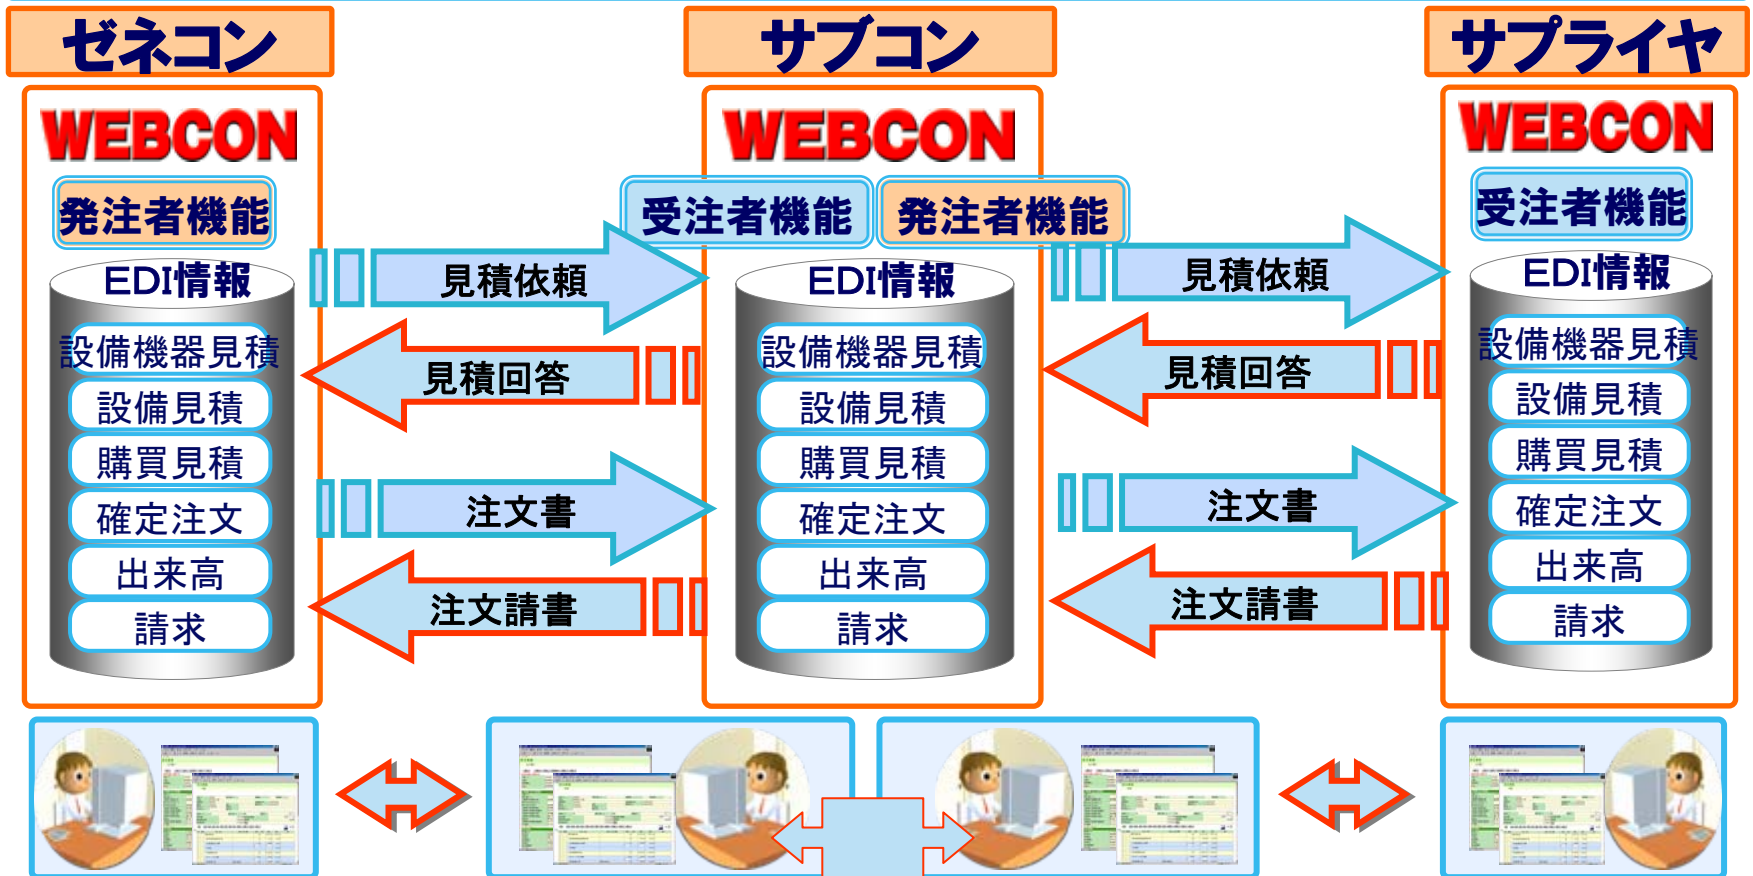 ゼネコン
サブコン
サプライヤ
WEBCON
WEBCON
WEBCON
発注者機能
受注者機能
発注者機能
受注者機能
EDI情報
設備機器見積
設備見積
購買見積
確定注文
出来高
請求
見積依頼
見積回答
注文書
注文請書
EDI情報
設備機器見積
設備見積
購買見積
確定注文
出来高
請求
見積依頼
見積回答
注文書
注文請書
EDI情報
設備機器見積
設備見積
購買見積
確定注文
出来高
請求